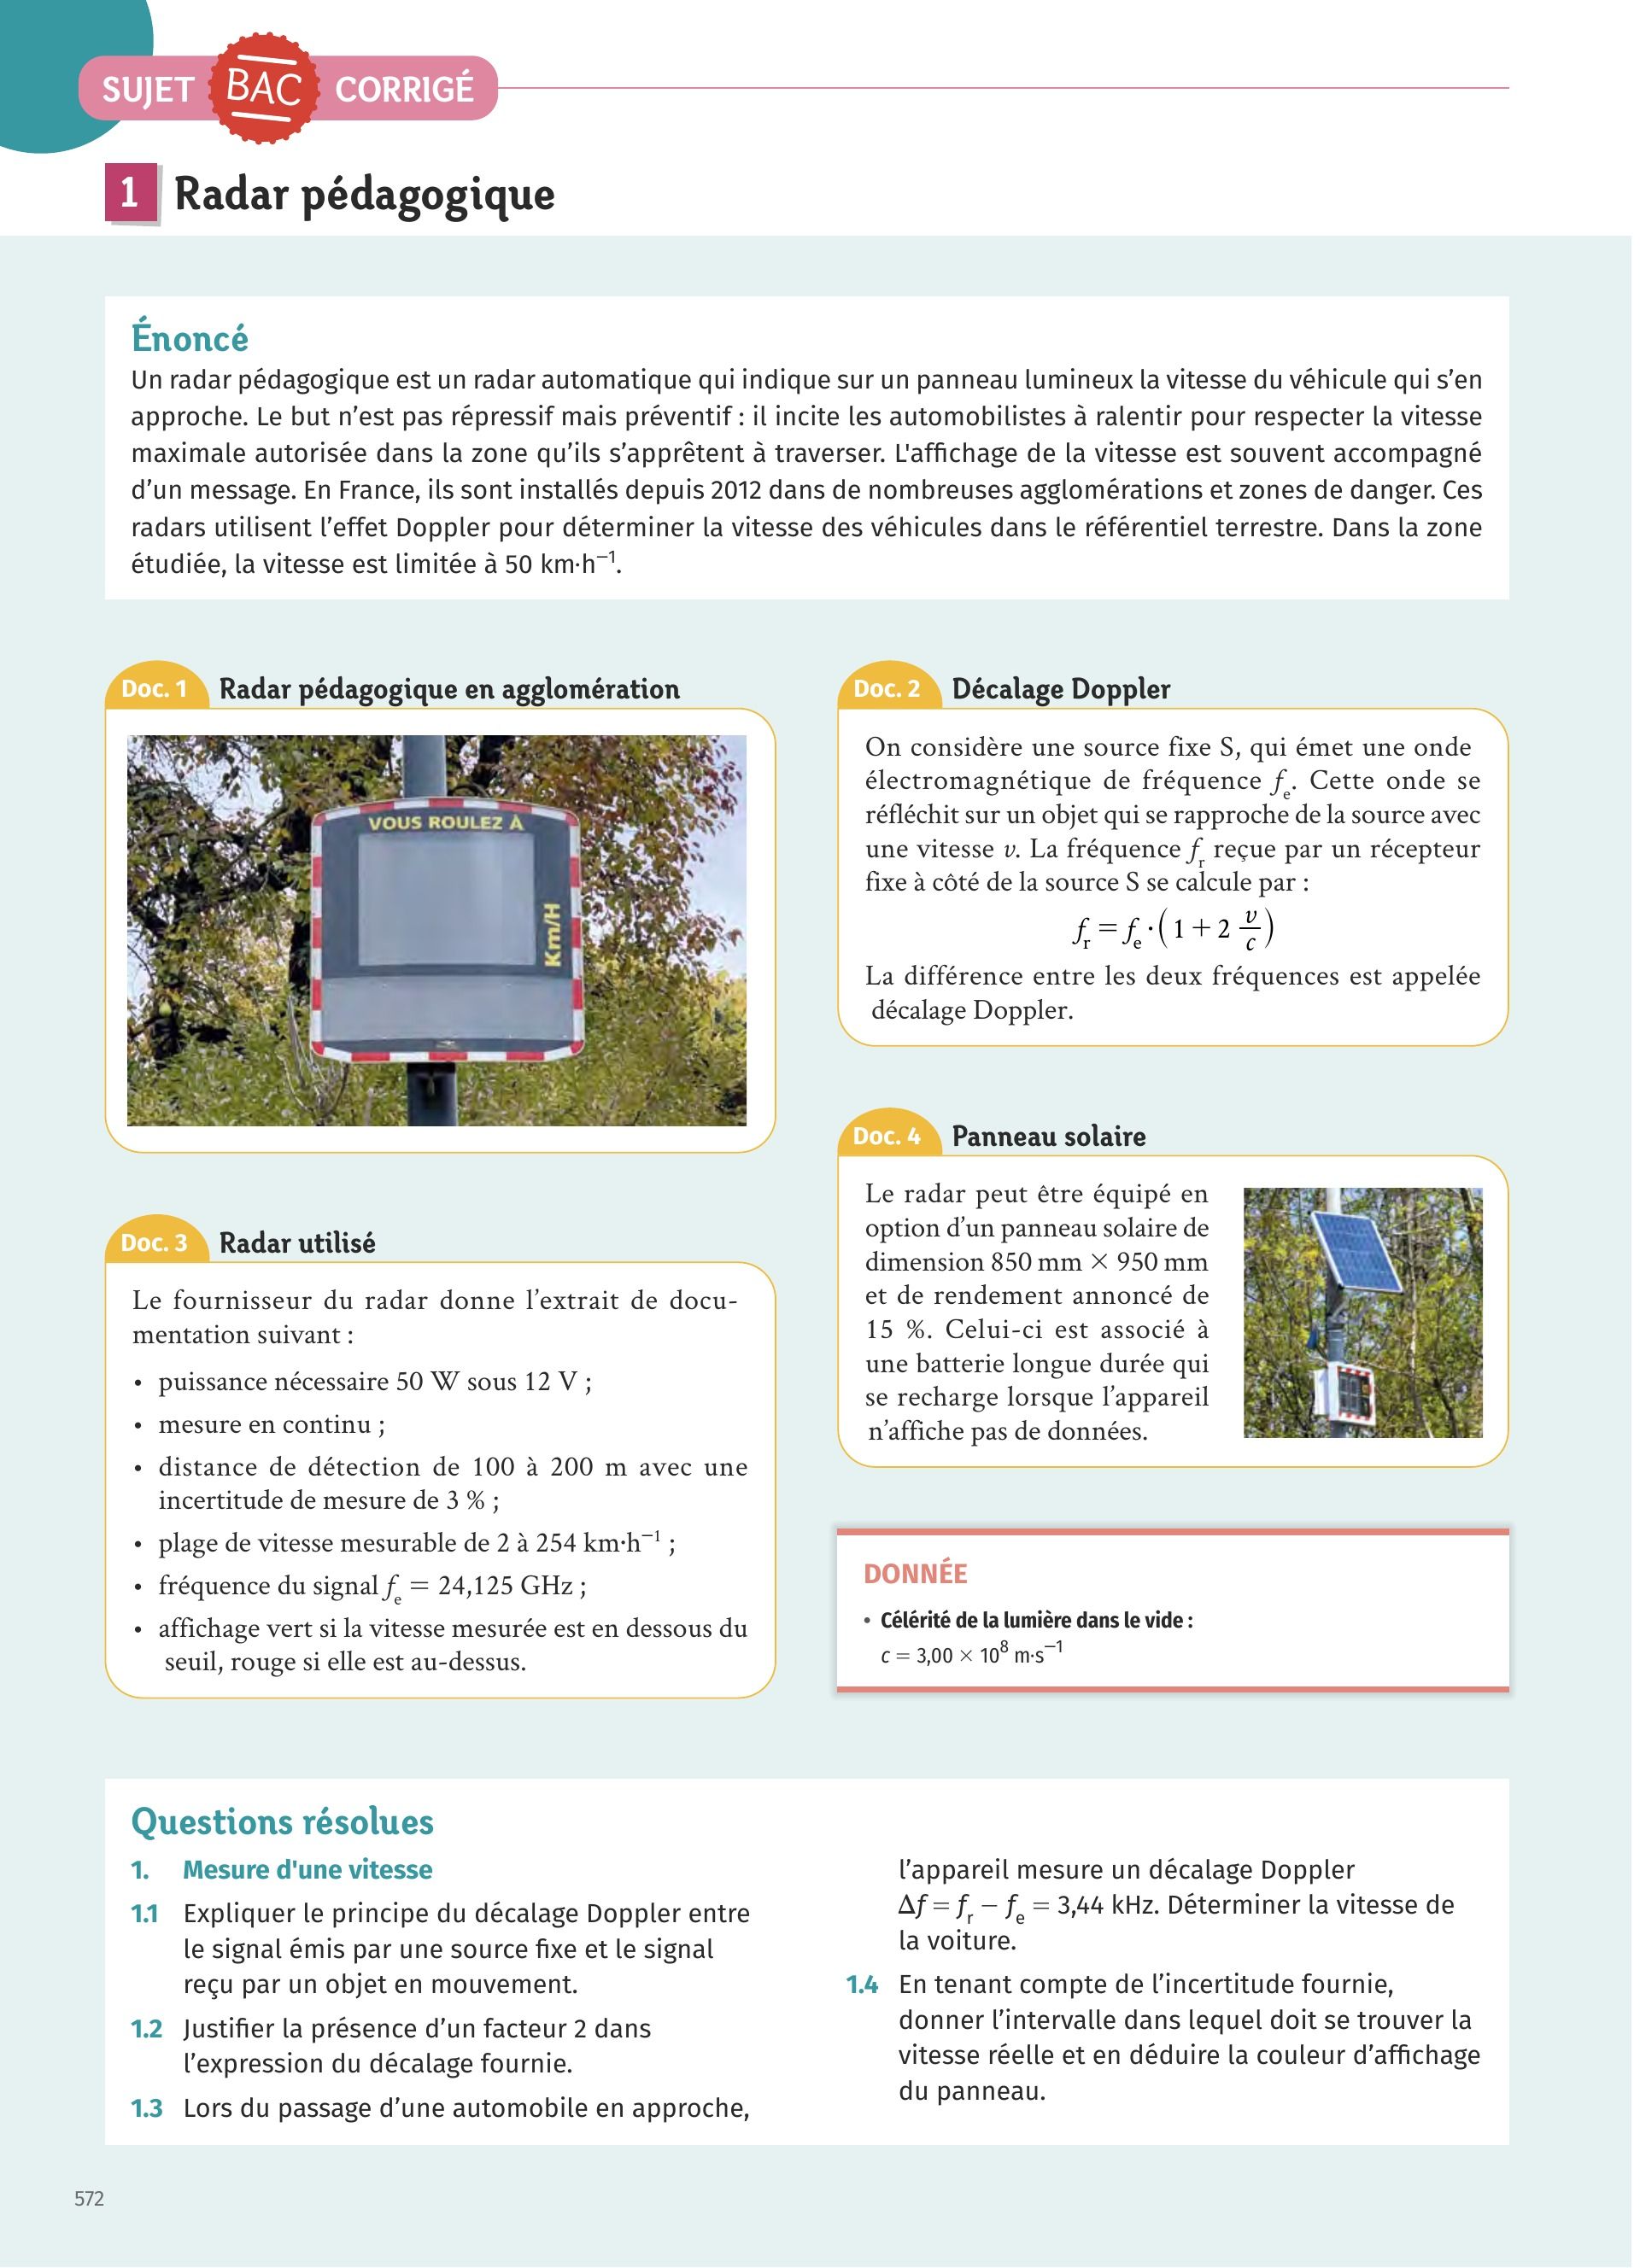 SUJET BAC CORRIGÉ
1 Radar pédagogique
Énoncé
Un radar pédagogique est un radar automatique qui indique sur un panneau lumineux la vitesse du véhicule qui s’en
approche. Le but n’est pas répressif mais préventif : il incite les automobilistes à ralentir pour respecter la vitesse
maximale autorisée dans la zone qu’ils s’apprêtent à traverser. L'affichage de la vitesse est souvent accompagné
d’un message. En France, ils sont installés depuis 2012 dans de nombreuses agglomérations et zones de danger. Ces
radars utilisent l’effet Doppler pour déterminer la vitesse des véhicules dans le référentiel terrestre. Dans la zone
étudiée, la vitesse est limitée à 50 km·h⁻¹.
Doc. 1 Radar pédagogique en agglomération
VOUS ROULEZ À
Km/H
Doc. 2 Décalage Doppler
On considère une source fixe S, qui émet une onde
électromagnétique de fréquence fₑ. Cette onde se
réfléchit sur un objet qui se rapproche de la source avec
une vitesse v. La fréquence fᵣ reçue par un récepteur
fixe à côté de la source S se calcule par :
fᵣ = fₑ · (1 + 2 v/c)
La différence entre les deux fréquences est appelée
décalage Doppler.
Doc. 3 Radar utilisé
Le fournisseur du radar donne l’extrait de docu-
mentation suivant :
• puissance nécessaire 50 W sous 12 V ;
• mesure en continu ;
• distance de détection de 100 à 200 m avec une
incertitude de mesure de 3 % ;
• plage de vitesse mesurable de 2 à 254 km·h⁻¹ ;
• fréquence du signal fₑ = 24,125 GHz ;
• affichage vert si la vitesse mesurée est en dessous du
seuil, rouge si elle est au-dessus.
Doc. 4 Panneau solaire
Le radar peut être équipé en
option d’un panneau solaire de
dimension 850 mm × 950 mm
et de rendement annoncé de
15 %. Celui-ci est associé à
une batterie longue durée qui
se recharge lorsque l’appareil
n’affiche pas de données.
DONNÉE
• Célérité de la lumière dans le vide :
c = 3,00 × 10⁸ m·s⁻¹
Questions résolues
1. Mesure d'une vitesse
1.1 Expliquer le principe du décalage Doppler entre
le signal émis par une source fixe et le signal
reçu par un objet en mouvement.
1.2 Justifier la présence d’un facteur 2 dans
l’expression du décalage fournie.
1.3 Lors du passage d’une automobile en approche,
l’appareil mesure un décalage Doppler
Δf = fᵣ − fₑ = 3,44 kHz. Déterminer la vitesse de
la voiture.
1.4 En tenant compte de l’incertitude fournie,
donner l’intervalle dans lequel doit se trouver la
vitesse réelle et en déduire la couleur d’affichage
du panneau.
572